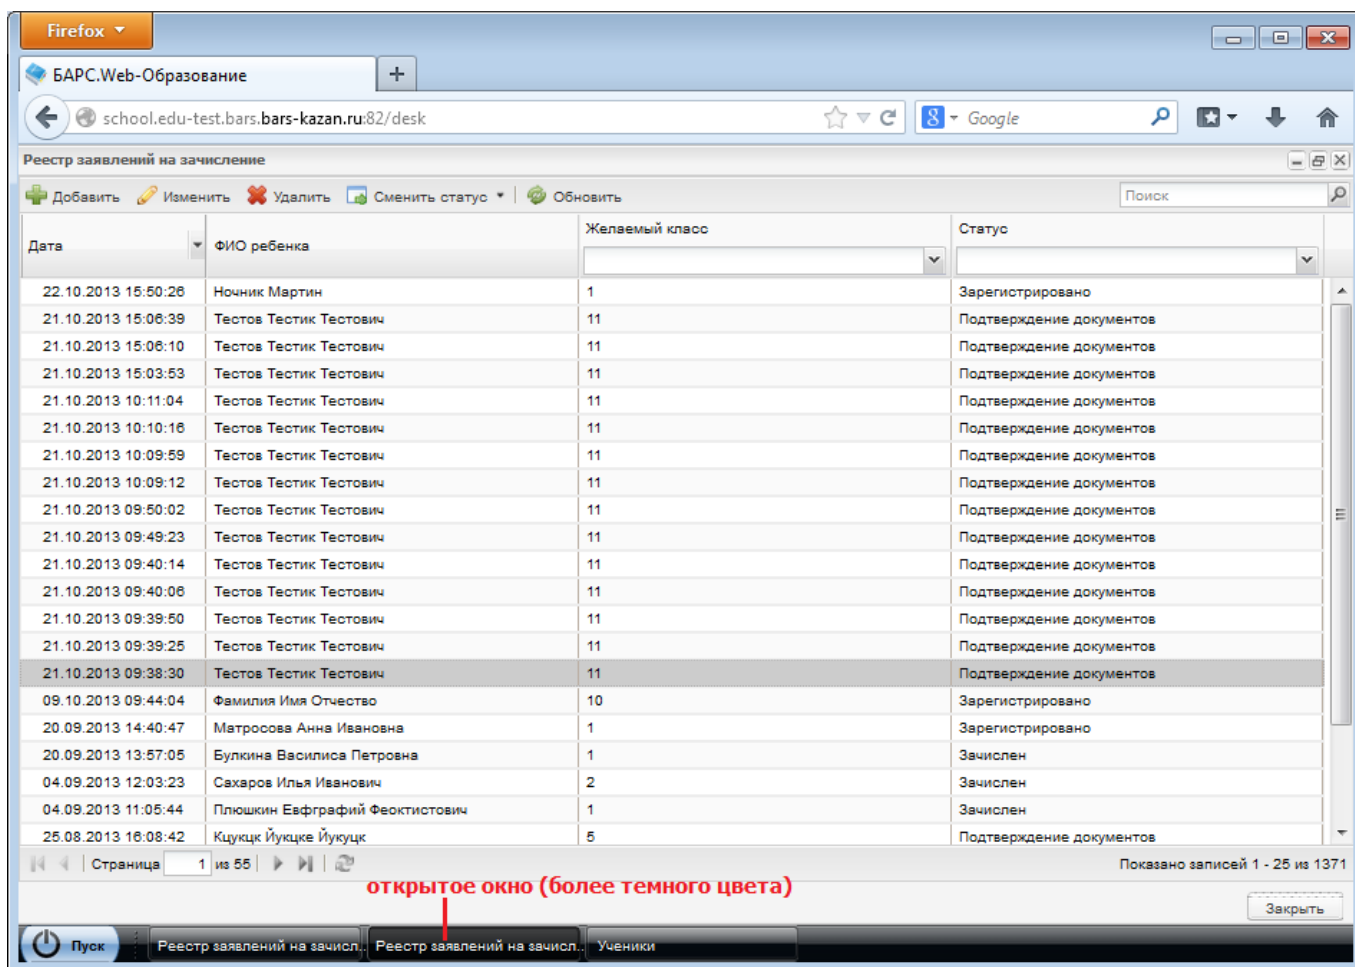 Firefox
БАРС.Web-Образование
school.edu-test.bars.bars-kazan.ru:82/desk
Google
Реестр заявлений на зачисление
Добавить Изменить Удалить Сменить статус Обновить Поиск
Дата ФИО ребенка Желаемый класс Статус
22.10.2013 15:50:26 Ночник Мартин 1 Зарегистрировано
21.10.2013 15:06:39 Тестов Тестик Тестович 11 Подтверждение документов
21.10.2013 15:06:10 Тестов Тестик Тестович 11 Подтверждение документов
21.10.2013 15:03:53 Тестов Тестик Тестович 11 Подтверждение документов
21.10.2013 10:11:04 Тестов Тестик Тестович 11 Подтверждение документов
21.10.2013 10:10:16 Тестов Тестик Тестович 11 Подтверждение документов
21.10.2013 10:09:59 Тестов Тестик Тестович 11 Подтверждение документов
21.10.2013 10:09:12 Тестов Тестик Тестович 11 Подтверждение документов
21.10.2013 09:50:02 Тестов Тестик Тестович 11 Подтверждение документов
21.10.2013 09:49:23 Тестов Тестик Тестович 11 Подтверждение документов
21.10.2013 09:40:14 Тестов Тестик Тестович 11 Подтверждение документов
21.10.2013 09:40:06 Тестов Тестик Тестович 11 Подтверждение документов
21.10.2013 09:39:50 Тестов Тестик Тестович 11 Подтверждение документов
21.10.2013 09:39:25 Тестов Тестик Тестович 11 Подтверждение документов
21.10.2013 09:38:30 Тестов Тестик Тестович 11 Подтверждение документов
09.10.2013 09:44:04 Фамилия Имя Отчество 10 Зарегистрировано
20.09.2013 14:40:47 Матросова Анна Ивановна 1 Зарегистрировано
20.09.2013 13:57:05 Булкина Василиса Петровна 1 Зачислен
04.09.2013 12:03:23 Сахаров Илья Иванович 2 Зачислен
04.09.2013 11:05:44 Плюшкин Евфграфий Феоктистович 1 Зачислен
25.08.2013 16:08:42 Кцукцк Йукцке Йукуцк 5 Подтверждение документов
Страница 1 из 55 Показано записей 1 - 25 из 1371
открытое окно (более темного цвета)
Закрыть
Пуск Реестр заявлений на зачисл... Реестр заявлений на зачисл... Ученики